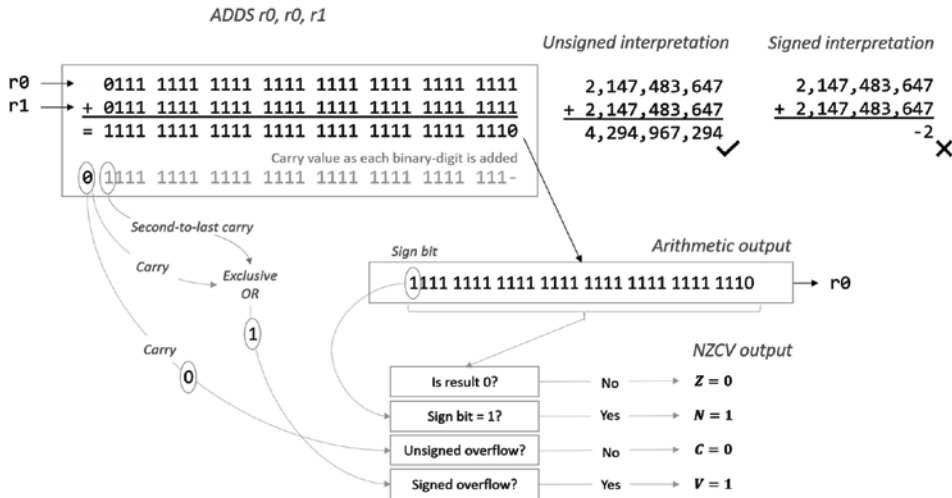 ADDS r0, r0, r1
Unsigned interpretation
Signed interpretation
r0 0111 1111 1111 1111 1111 1111 1111 1111
r1 + 0111 1111 1111 1111 1111 1111 1111 1111
= 1111 1111 1111 1111 1111 1111 1111 1110
Carry value as each binary-digit is added
0 1111 1111 1111 1111 1111 1111 1111 111-
2,147,483,647
+ 2,147,483,647
4,294,967,294
2,147,483,647
+ 2,147,483,647
-2
Second-to-last carry
Carry
Exclusive
OR
1
Carry
0
Arithmetic output
Sign bit
1111 1111 1111 1111 1111 1111 1111 1110 r0
NZCV output
Is result 0? No Z = 0
Sign bit = 1? Yes N = 1
Unsigned overflow? No C = 0
Signed overflow? Yes V = 1